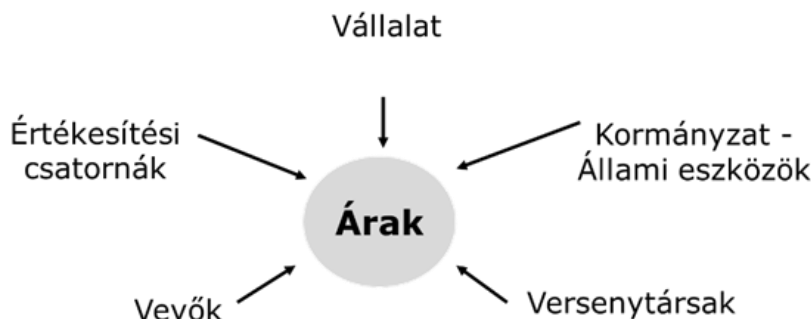 Vállalat
Értékesítési
csatornák
Kormányzat -
Állami eszközök
Árak
Vevők
Versenytársak